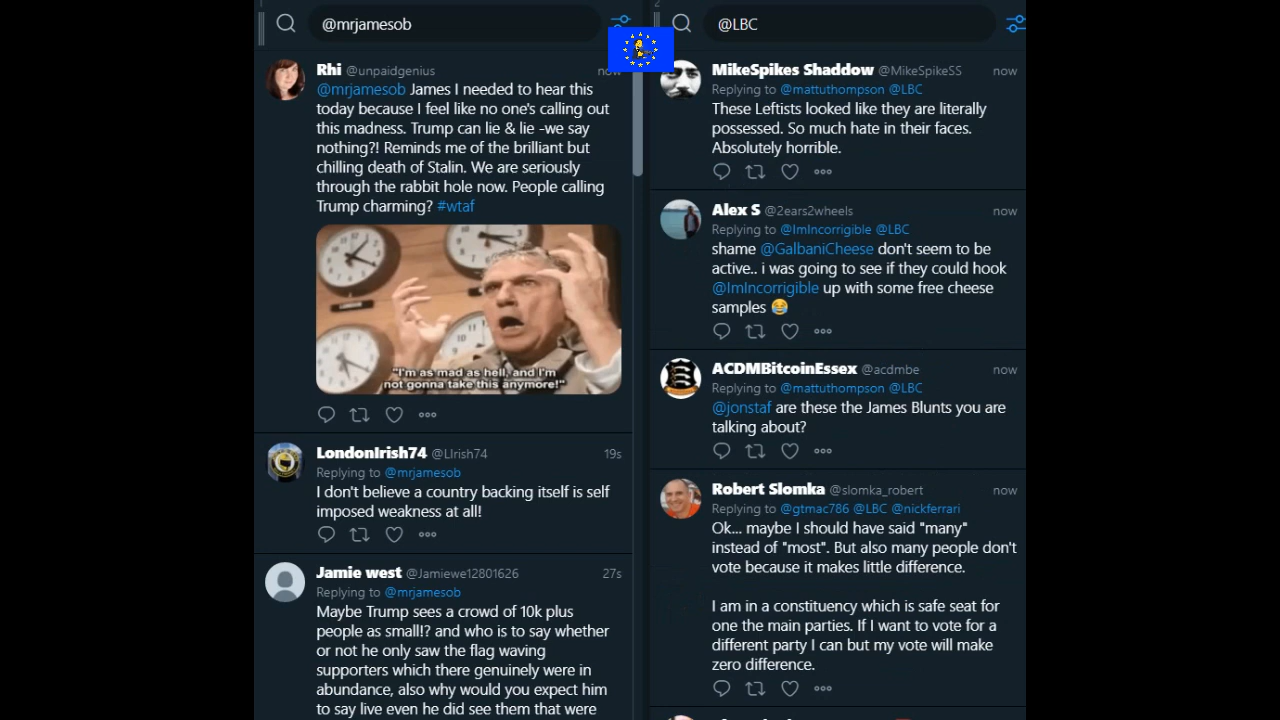 1
@mrjamesob
Rhi @unpaidgenius now
@mrjamesob James I needed to hear this
today because I feel like no one's calling out
this madness. Trump can lie & lie -we say
nothing?! Reminds me of the brilliant but
chilling death of Stalin. We are seriously
through the rabbit hole now. People calling
Trump charming? #wtaf
"I'm as mad as hell, and I'm
not gonna take this anymore!"
LondonIrish74 @LIrish74 19s
Replying to @mrjamesob
I don't believe a country backing itself is self
imposed weakness at all!
Jamie west @Jamiewe12801626 27s
Replying to @mrjamesob
Maybe Trump sees a crowd of 10k plus
people as small!? and who is to say whether
or not he only saw the flag waving
supporters which there genuinely were in
abundance, also why would you expect him
to say live even he did see them that were
2
@LBC
MikeSpikes Shadow @MikeSpikeSS now
Replying to @mattuthompson @LBC
These Leftists looked like they are literally
possessed. So much hate in their faces.
Absolutely horrible.
Alex S @2ears2wheels now
Replying to @ImIncorrigible @LBC
shame @GalbaniCheese don't seem to be
active.. i was going to see if they could hook
@ImIncorrigible up with some free cheese
samples 😂
ACDMBitcoinEssex @acdmbe now
Replying to @mattuthompson @LBC
@jonstaf are these the James Blunts you are
talking about?
Robert Slomka @slomka_robert now
Replying to @gtmac786 @LBC @nickferrari
Ok... maybe I should have said "many"
instead of "most". But also many people don't
vote because it makes little difference.
I am in a constituency which is safe seat for
one the main parties. If I want to vote for a
different party I can but my vote will make
zero difference.